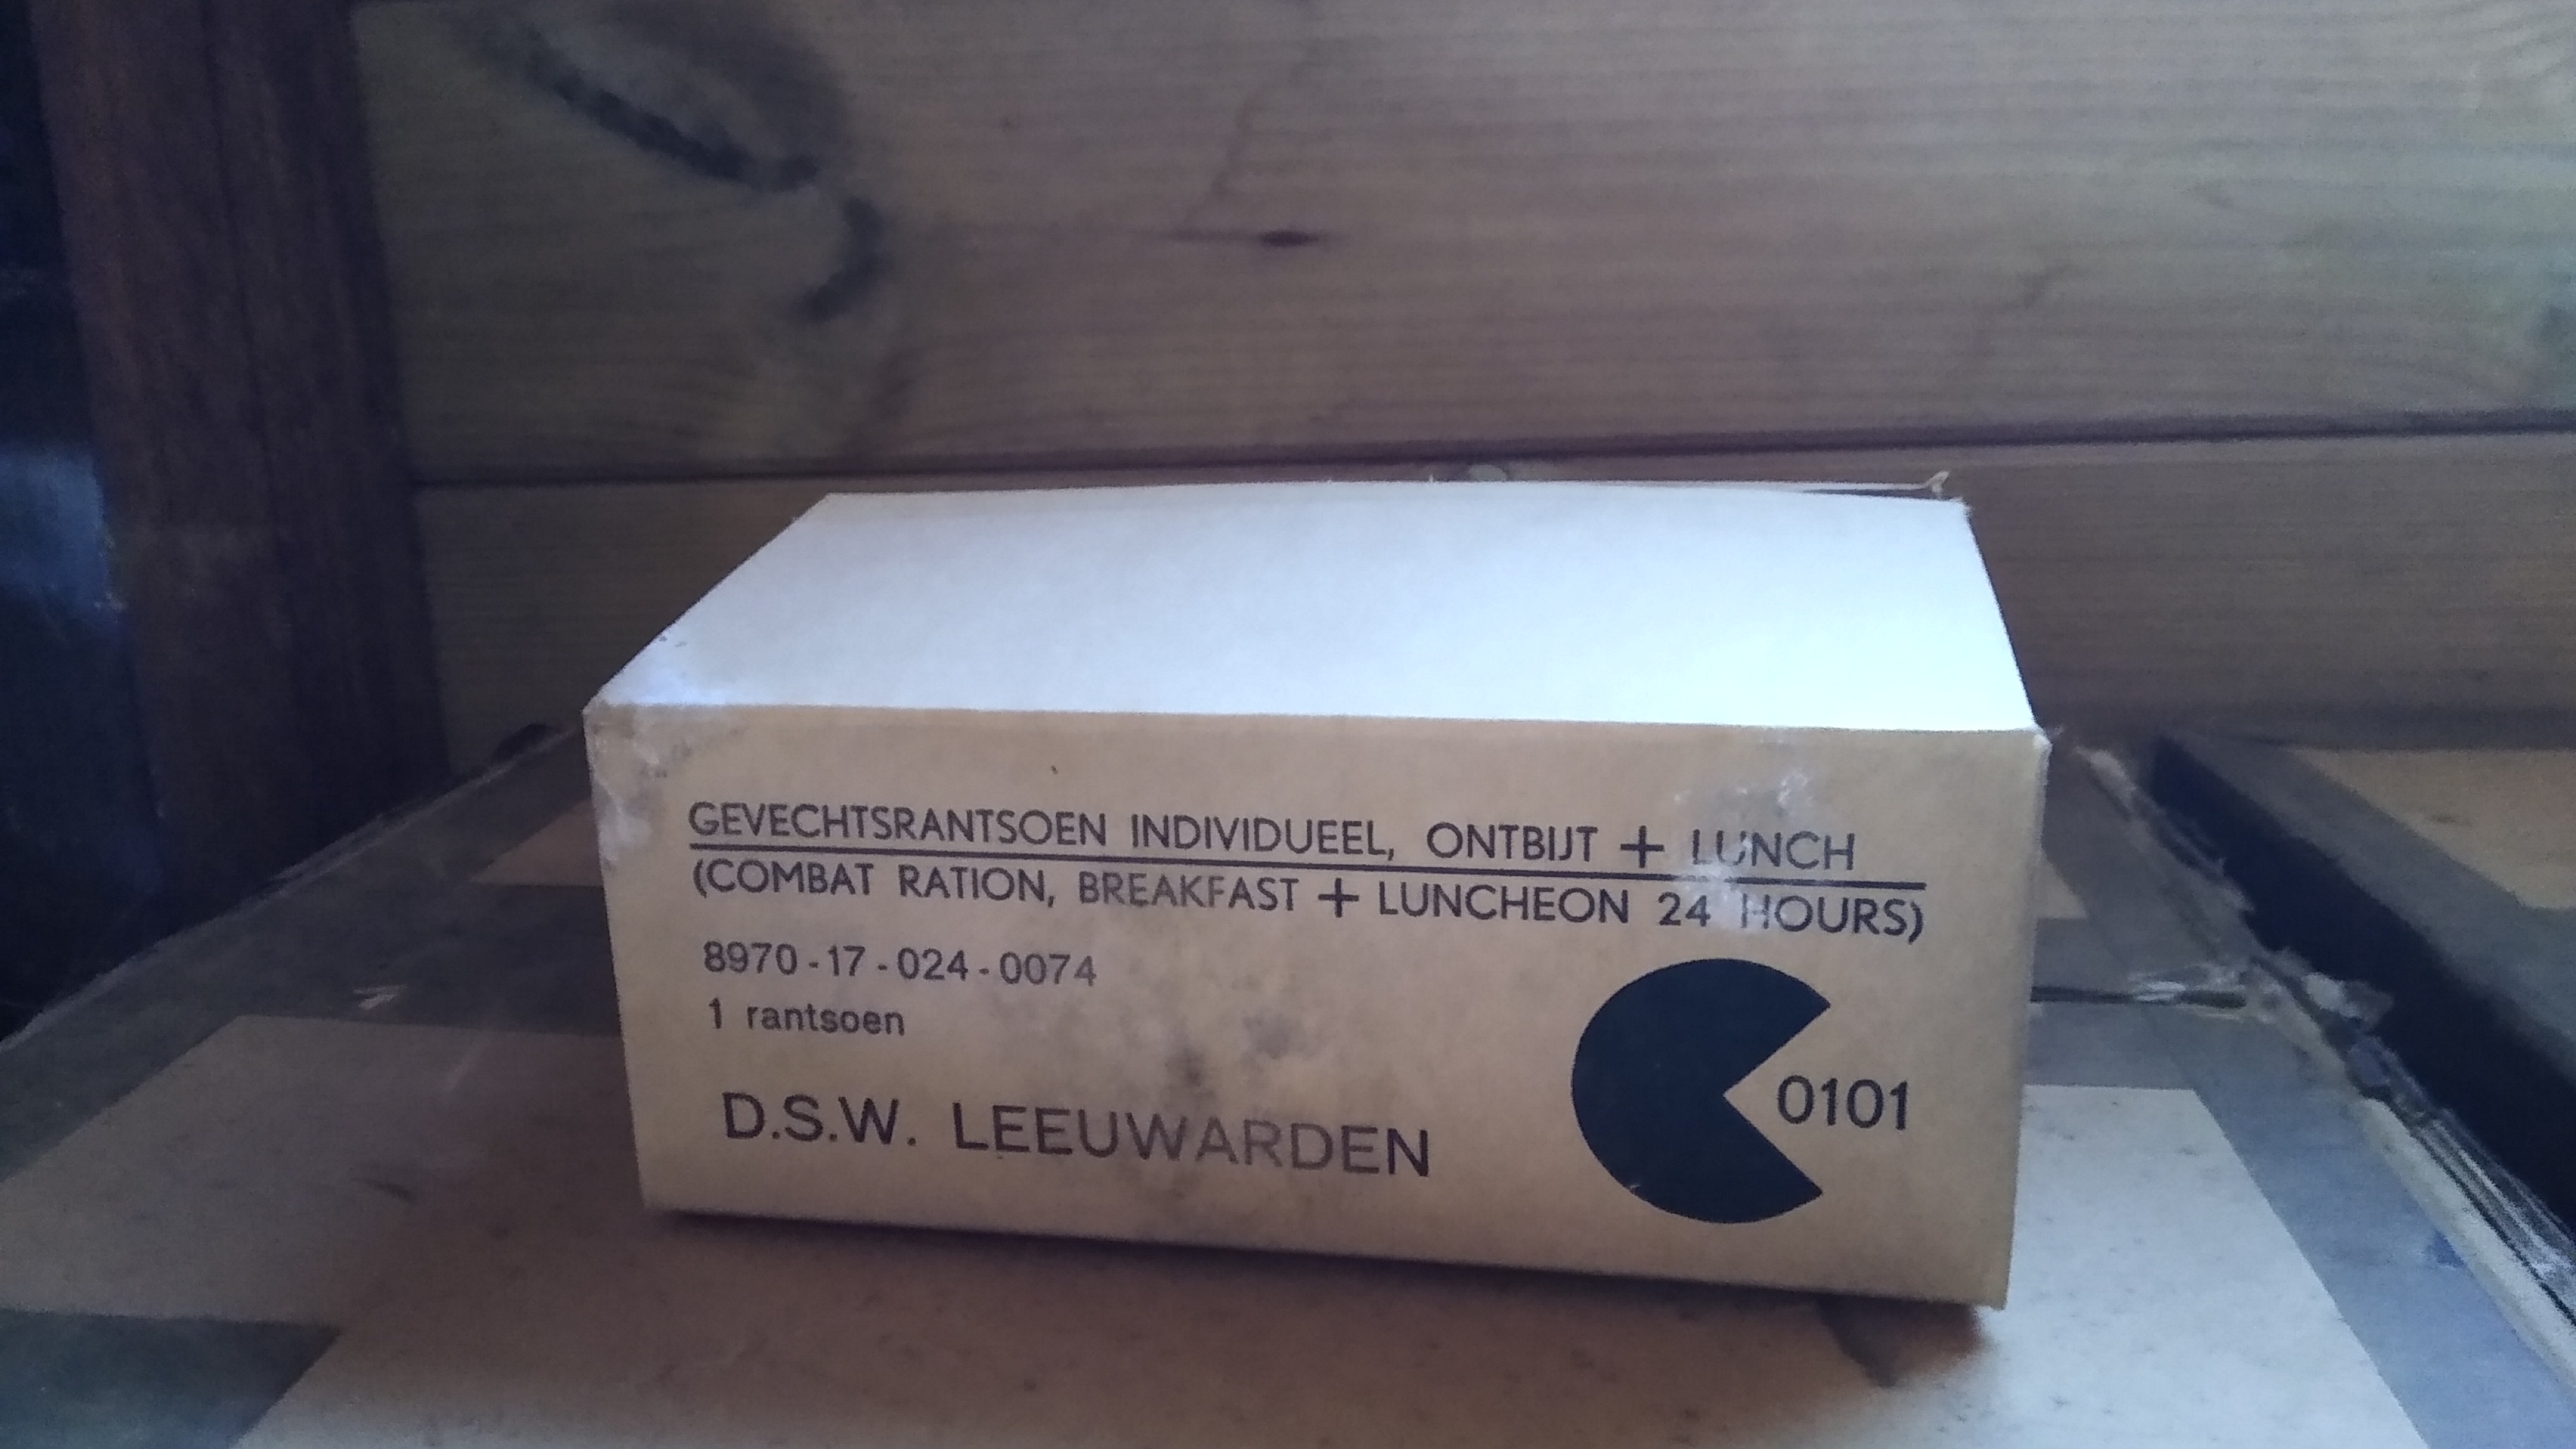 GEVECHTSRANTSOEN INDIVIDUEEL, ONTBIJT + LUNCH
(COMBAT RATION, BREAKFAST + LUNCHEON 24 HOURS)
8970-17-024-0074
1 rantsoen
D.S.W. LEEUWARDEN
0101